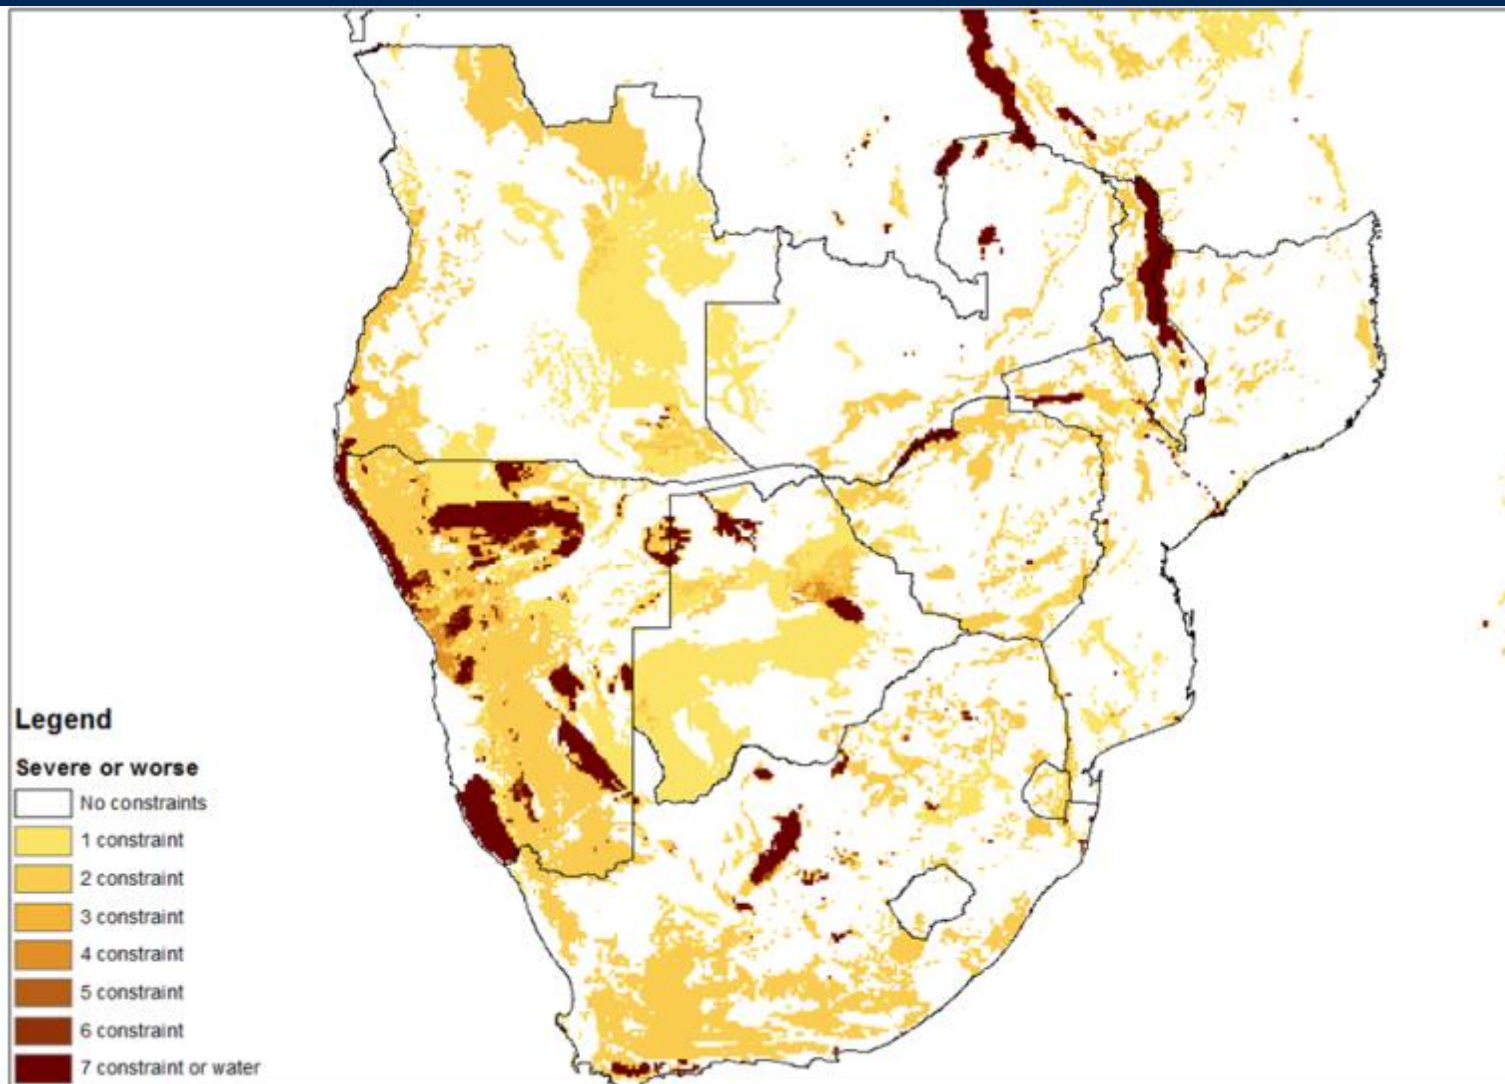 Legend
Severe or worse
No constraints
1 constraint
2 constraint
3 constraint
4 constraint
5 constraint
6 constraint
7 constraint or water